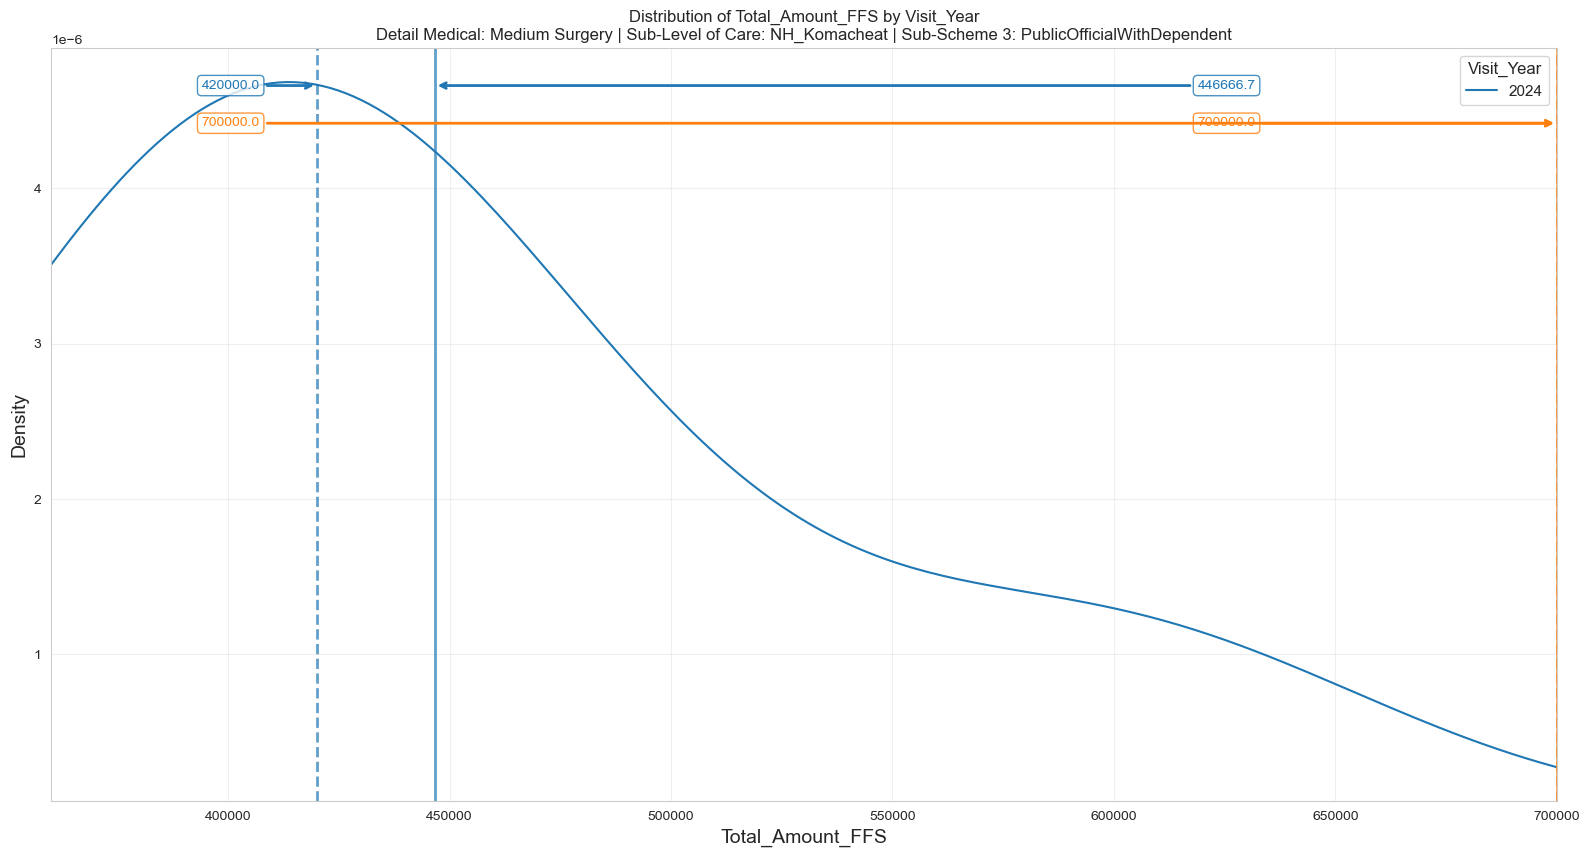 Distribution of Total_Amount_FFS by Visit_Year
Detail Medical: Medium Surgery | Sub-Level of Care: NH_Komacheat | Sub-Scheme 3: PublicOfficialWithDependent
1e−6
Visit_Year
2024
420000.0
446666.7
700000.0
700000.0
4
3
2
1
Density
400000
450000
500000
550000
600000
650000
700000
Total_Amount_FFS